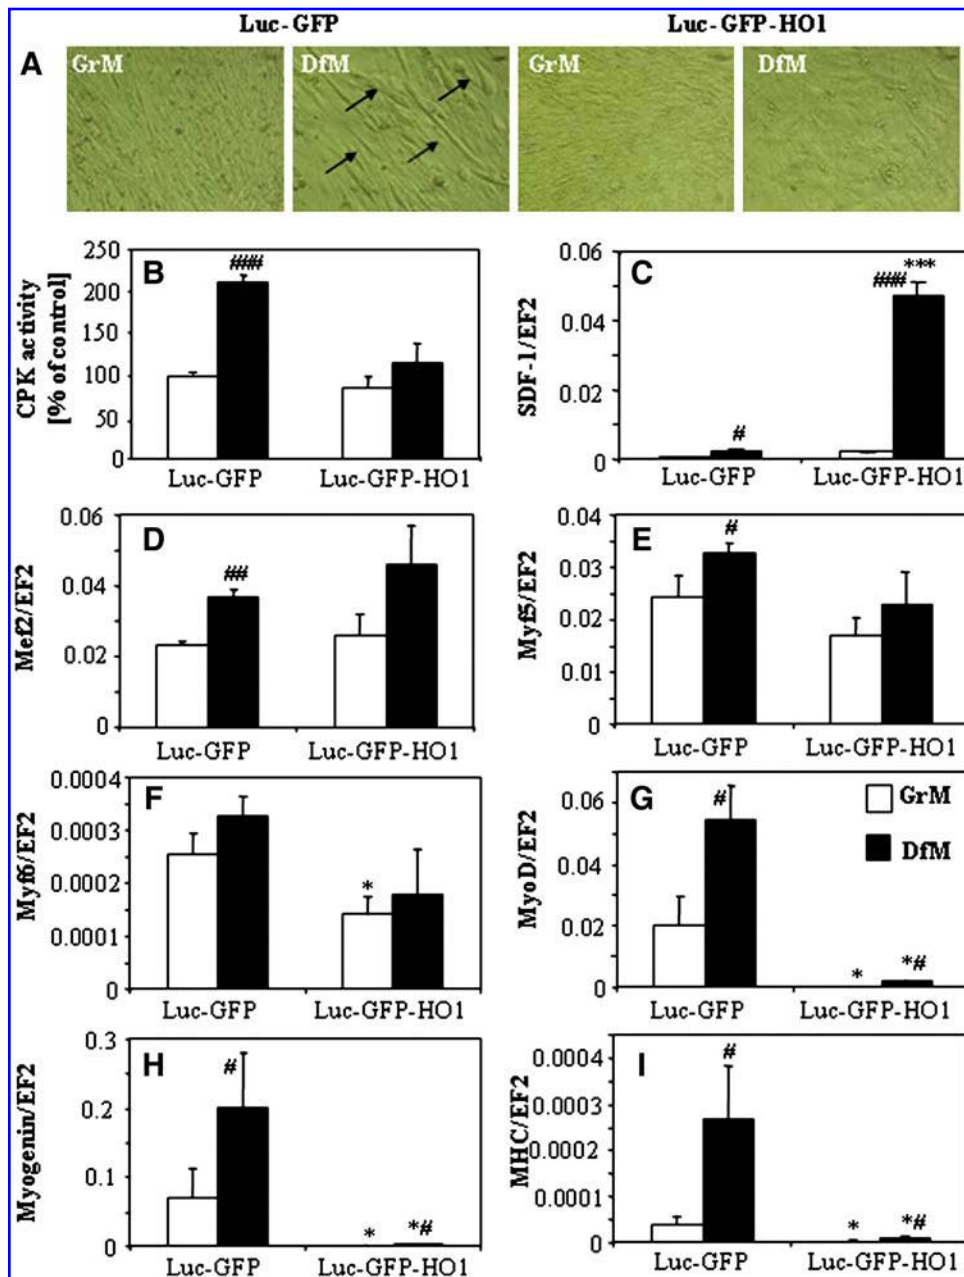 Luc-GFP Luc-GFP-HO1
A GrM DfM GrM DfM
B
CPK activity
[% of control]
250
200
150
100
50
0
###
Luc-GFP Luc-GFP-HO1
C
SDF-1/EF2
0.06
0.04
0.02
0
#
###
***
Luc-GFP Luc-GFP-HO1
D
Mef2/EF2
0.06
0.04
0.02
0
##
Luc-GFP Luc-GFP-HO1
E
Myf5/EF2
0.04
0.03
0.02
0.01
0
#
Luc-GFP Luc-GFP-HO1
F
Myf6/EF2
0.0004
0.0003
0.0002
0.0001
0
*
Luc-GFP Luc-GFP-HO1
G
MyoD/EF2
0.06
0.04
0.02
0
#
*
*#
GrM
DfM
Luc-GFP Luc-GFP-HO1
H
Myogenin/EF2
0.3
0.2
0.1
0
#
*
*#
Luc-GFP Luc-GFP-HO1
I
MHC/EF2
0.0004
0.0003
0.0002
0.0001
0
#
*
*#
Luc-GFP Luc-GFP-HO1